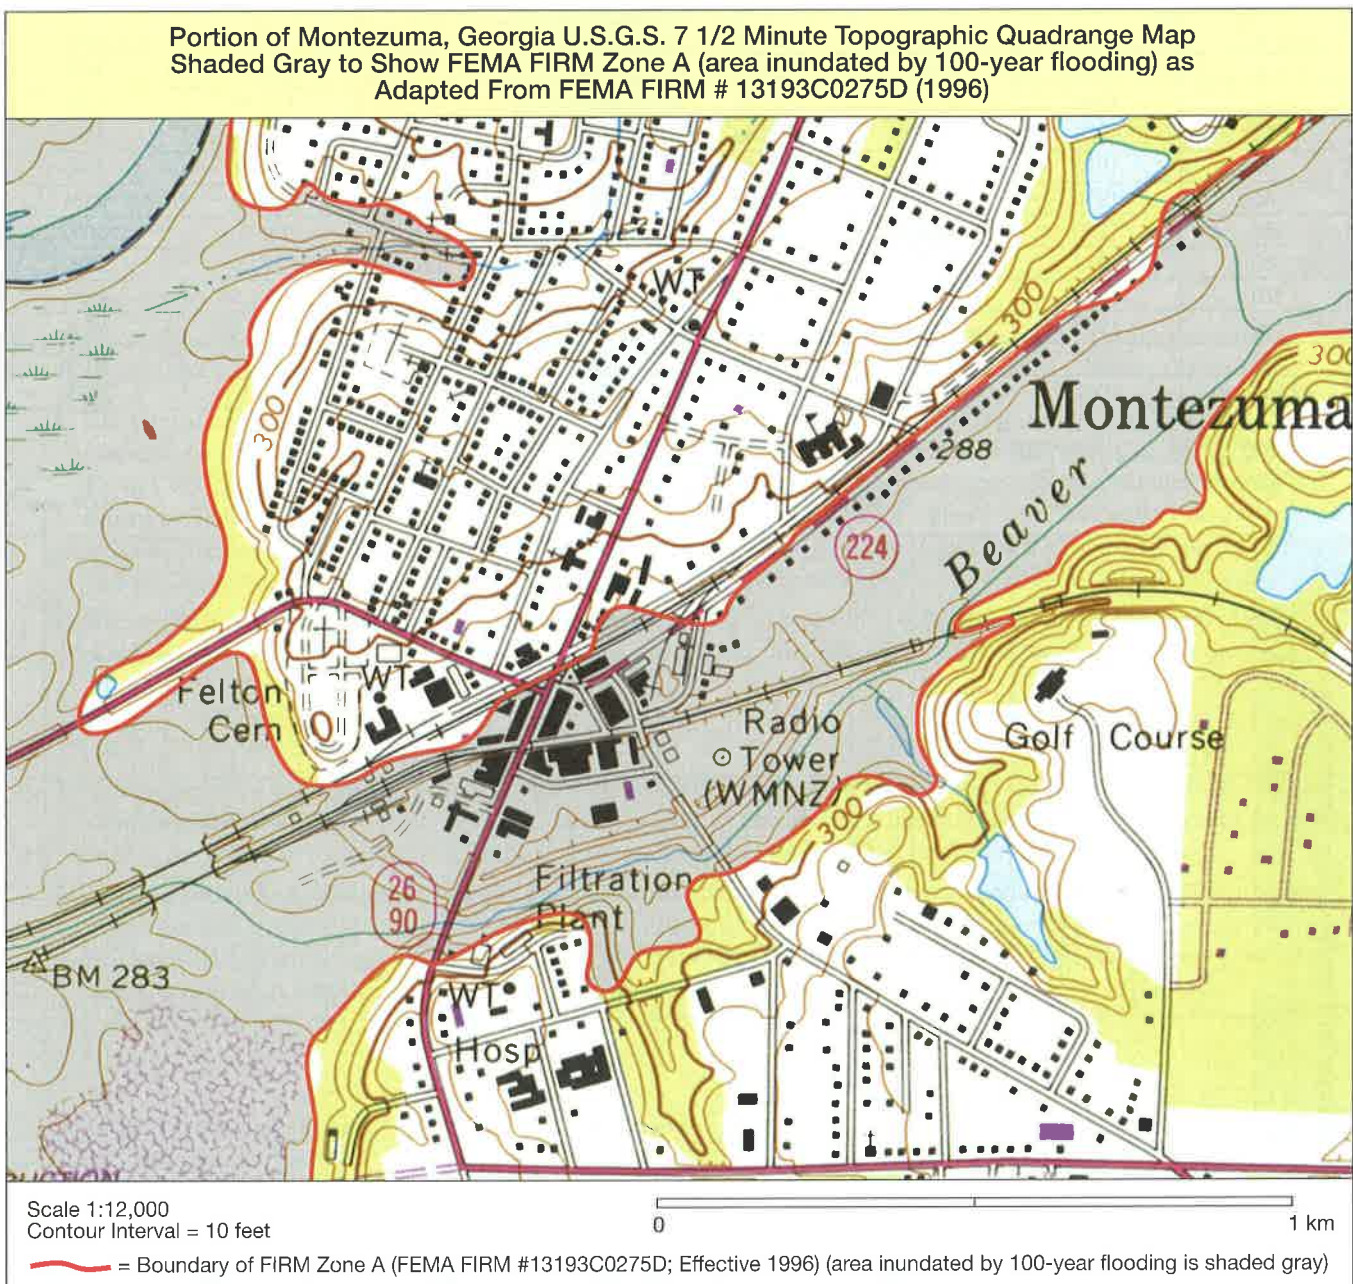 Portion of Montezuma, Georgia U.S.G.S. 7 1/2 Minute Topographic Quadrange Map
Shaded Gray to Show FEMA FIRM Zone A (area inundated by 100-year flooding) as
Adapted From FEMA FIRM # 13193C0275D (1996)
WT
300
300
Montezuma
300
288
Beaver
224
Felton
Cem
WT
Radio
Tower
(WMNZ)
Golf Course
300
26
90
Filtration
Plant
BM 283
WT
Hosp
UCTION
Scale 1:12,000
Contour Interval = 10 feet
0
1 km
= Boundary of FIRM Zone A (FEMA FIRM #13193C0275D; Effective 1996) (area inundated by 100-year flooding is shaded gray)